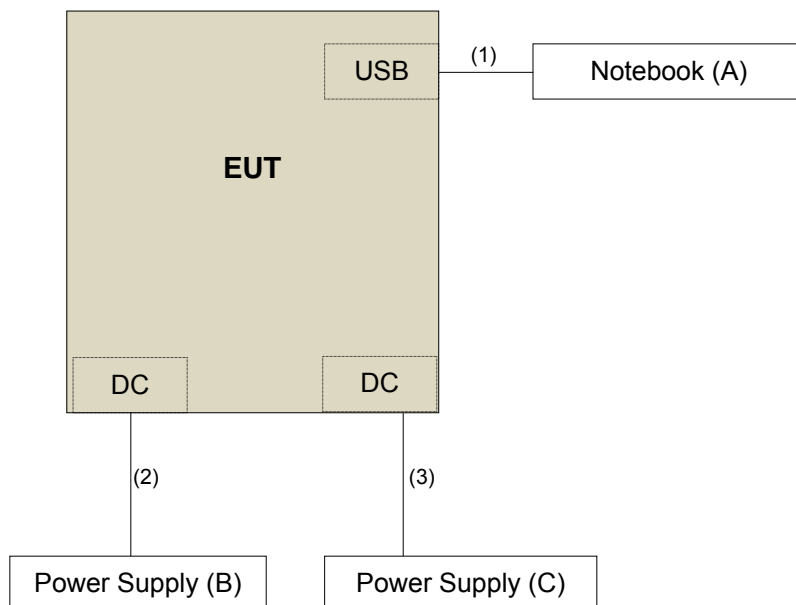 USB
(1)
Notebook (A)
EUT
DC
DC
(2)
(3)
Power Supply (B)
Power Supply (C)